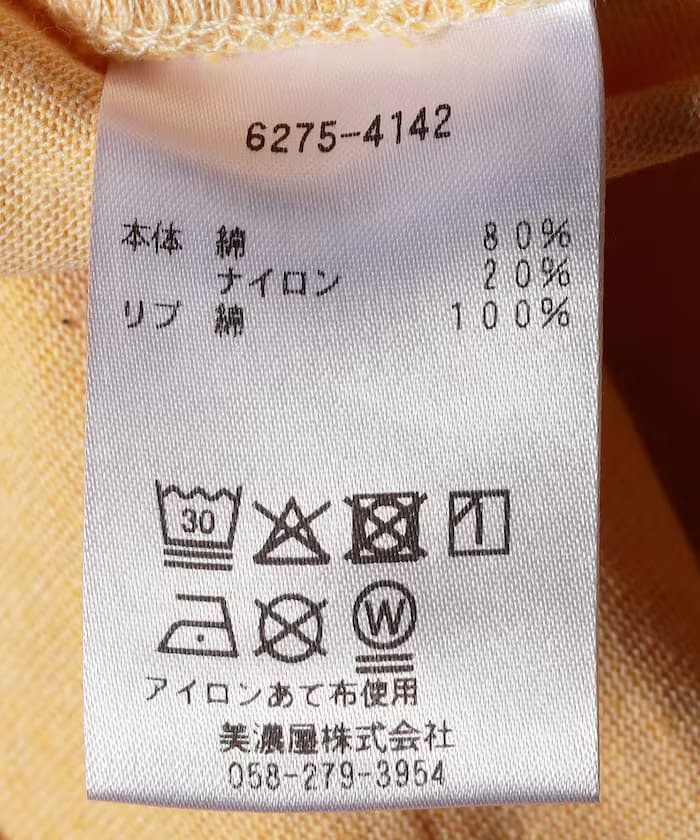 6275-4142
本体 綿 80%
ナイロン 20%
リブ 綿 100%
30
W
アイロンあて布使用
美濃屋株式会社
058-279-3954